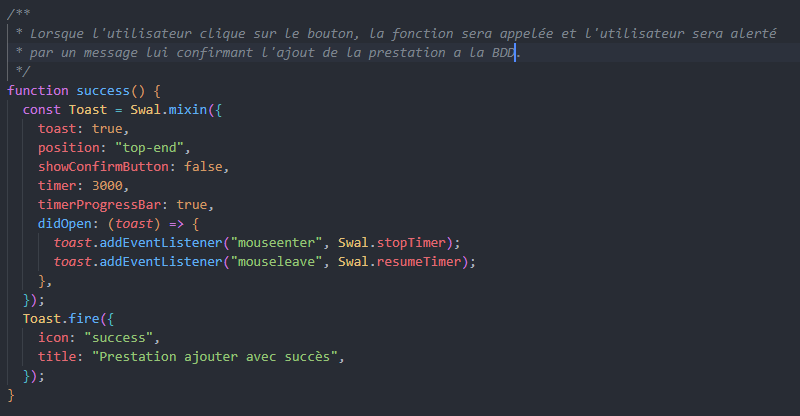 /**
 * Lorsque l'utilisateur clique sur le bouton, la fonction sera appelée et l'utilisateur sera alerté
 * par un message lui confirmant l'ajout de la prestation a la BDD.
 */
function success() {
  const Toast = Swal.mixin({
    toast: true,
    position: "top-end",
    showConfirmButton: false,
    timer: 3000,
    timerProgressBar: true,
    didOpen: (toast) => {
      toast.addEventListener("mouseenter", Swal.stopTimer);
      toast.addEventListener("mouseleave", Swal.resumeTimer);
    },
  });
  Toast.fire({
    icon: "success",
    title: "Prestation ajouter avec succès",
  });
}